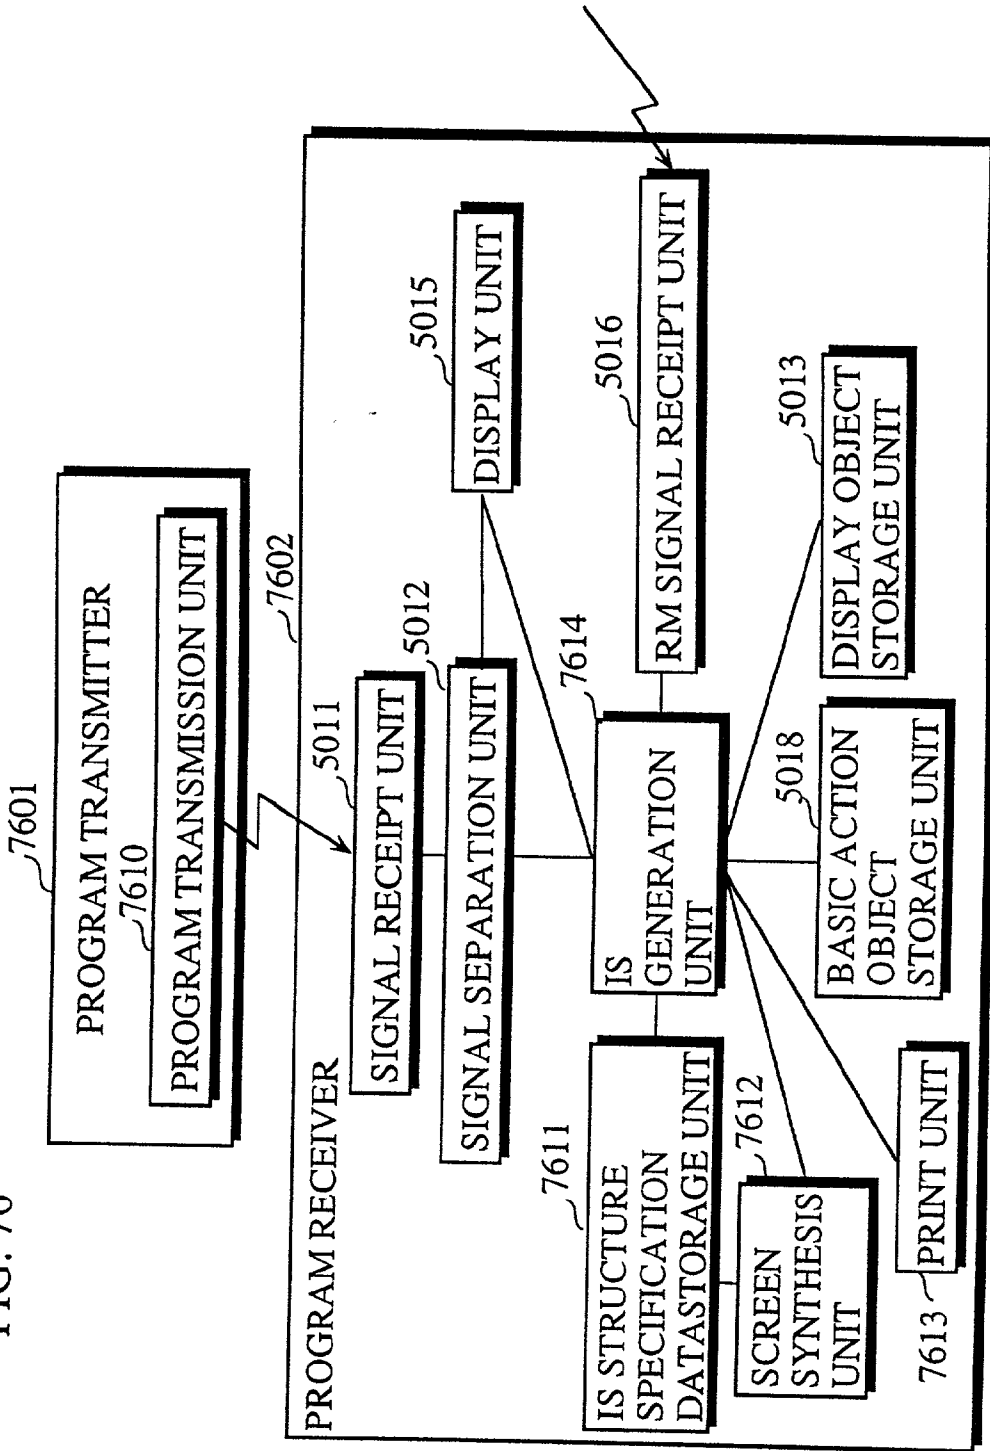 FIG. 76
7601
PROGRAM TRANSMITTER
7610
PROGRAM TRANSMISSION UNIT
7602
PROGRAM RECEIVER
5011
SIGNAL RECEIPT UNIT
5012
SIGNAL SEPARATION UNIT
5015
DISPLAY UNIT
7611
IS STRUCTURE
SPECIFICATION
DATASTORAGE UNIT
7614
IS
GENERATION
UNIT
5016
RM SIGNAL RECEIPT UNIT
7612
SCREEN
SYNTHESIS
UNIT
5018
BASIC ACTION
OBJECT
STORAGE UNIT
5013
DISPLAY OBJECT
STORAGE UNIT
7613
PRINT UNIT